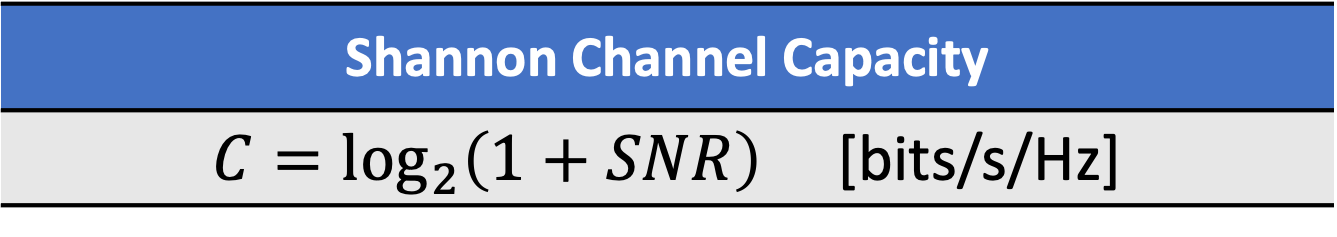 Shannon Channel Capacity
C = log₂(1 + SNR) [bits/s/Hz]